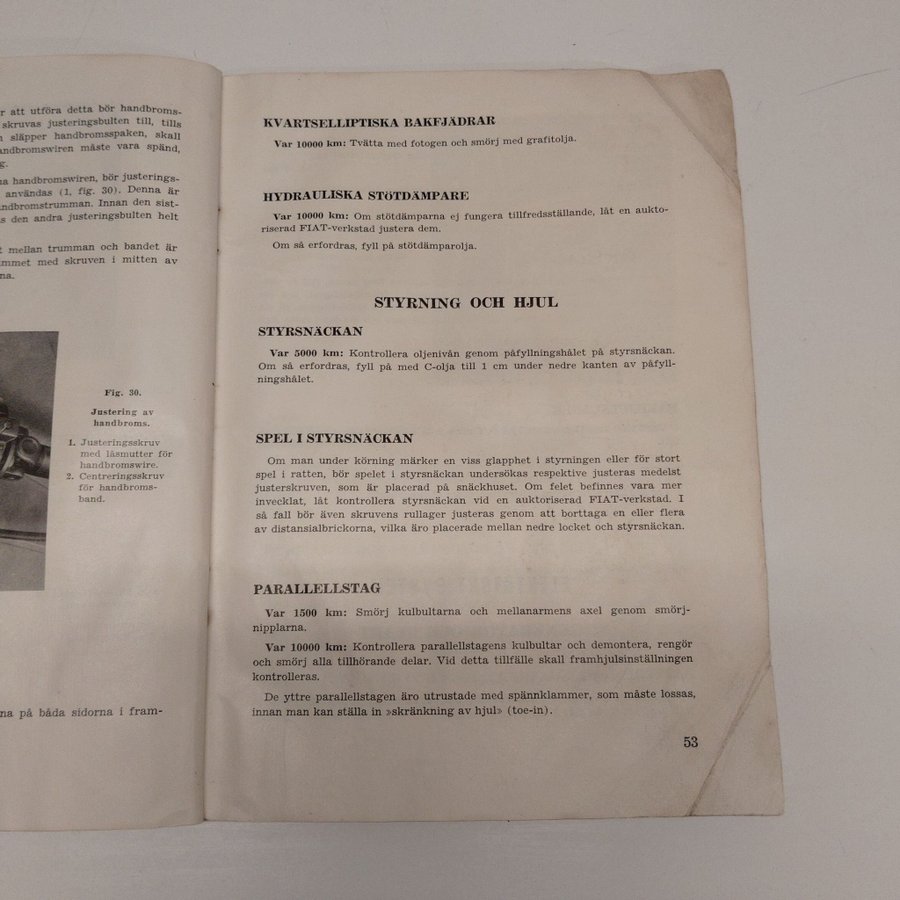 r att utföra detta bör handbroms-
skruvas justeringsbulten till, tills
släpper handbromsspaken, skall
andbromswiren måste vara spänd,
g.
na handbromswiren, bör justerings-
användas (1, fig. 30). Denna är
ndbromstrumman. Innan den sist-
s den andra justeringsbulten helt
t mellan trumman och bandet är
ummet med skruven i mitten av
na.
Fig. 30.
Justering av
handbroms.
1. Justeringsskruv
med låsmutter för
handbromswire.
2. Centreringsskruv
för handbroms-
band.
na på båda sidorna i fram-
KVARTSELLIPTISKA BAKFJÄDRAR
Var 10000 km: Tvätta med fotogen och smörj med grafitolja.
HYDRAULISKA STÖTDÄMPARE
Var 10000 km: Om stötdämparna ej fungera tillfredsställande, låt en aukto-
riserad FIAT-verkstad justera dem.
Om så erfordras, fyll på stötdämparolja.
STYRNING OCH HJUL
STYRSNÄCKAN
Var 5000 km: Kontrollera oljenivån genom påfyllningshålet på styrsnäckan.
Om så erfordras, fyll på med C-olja till 1 cm under nedre kanten av påfyll-
ningshålet.
SPEL I STYRSNÄCKAN
Om man under körning märker en viss glapphet i styrningen eller för stort
spel i ratten, bör spelet i styrsnäckan undersökas respektive justeras medelst
justerskruven, som är placerad på snäckhuset. Om felet befinnes vara mer
invecklat, låt kontrollera styrsnäckan vid en auktoriserad FIAT-verkstad. I
så fall bör även skruvens rullager justeras genom att borttaga en eller flera
av distansialbrickorna, vilka äro placerade mellan nedre locket och styrsnäckan.
PARALLELLSTAG
Var 1500 km: Smörj kulbultarna och mellanarmens axel genom smörj-
nipplarna.
Var 10000 km: Kontrollera parallelstagens kulbultar och demontera, rengör
och smörj alla tillhörande delar. Vid detta tillfälle skall framhjulsinställningen
kontrolleras.
De yttre parallelstagen äro utrustade med spännklammer, som måste lossas,
innan man kan ställa in »skränkning av hjul» (toe-in).
53